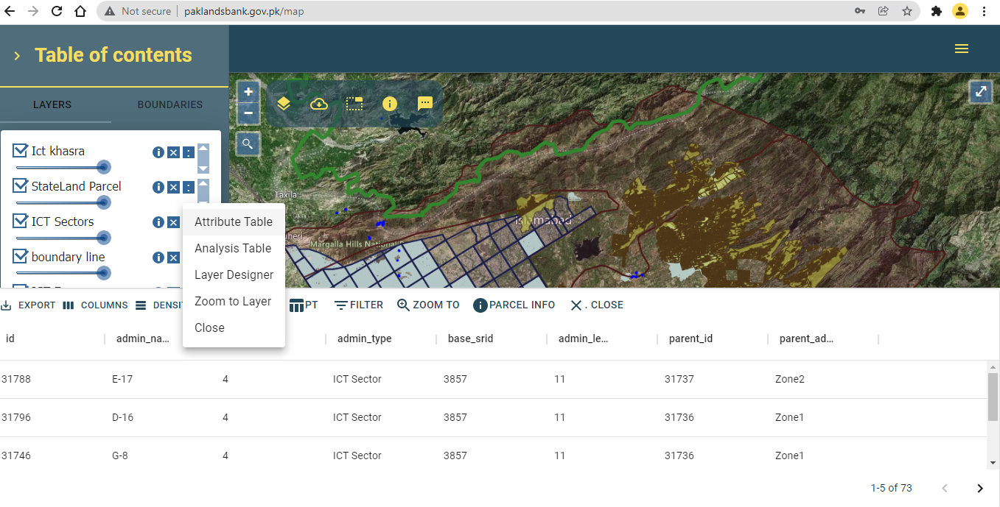 Not secure | paklandsbank.gov.pk/map
Table of contents
LAYERS BOUNDARIES
Ict khasra
StateLand Parcel
ICT Sectors
boundary line
Attribute Table
Analysis Table
Layer Designer
Zoom to Layer
Close
Taxila
Islamabad
Margalla Hills National
EXPORT COLUMNS DENSI PT FILTER ZOOM TO PARCEL INFO . CLOSE
id admin_na... admin_type base_srid admin_le... parent_id parent_ad...
31788 E-17 4 ICT Sector 3857 11 31737 Zone2
31796 D-16 4 ICT Sector 3857 11 31736 Zone1
31746 G-8 4 ICT Sector 3857 11 31736 Zone1
1-5 of 73